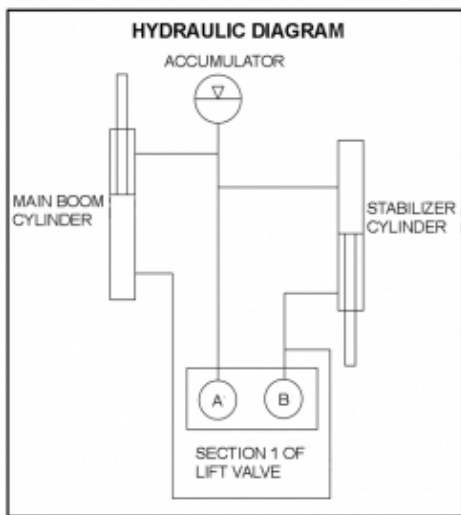 HYDRAULIC DIAGRAM
ACCUMULATOR
MAIN BOOM
CYLINDER
STABILIZER
CYLINDER
A
B
SECTION 1 OF
LIFT VALVE